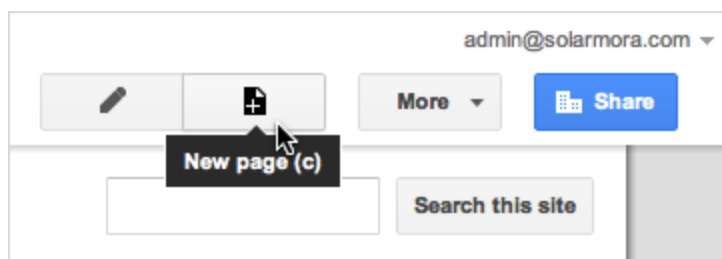 admin@solarmora.com
More
Share
New page (c)
Search this site